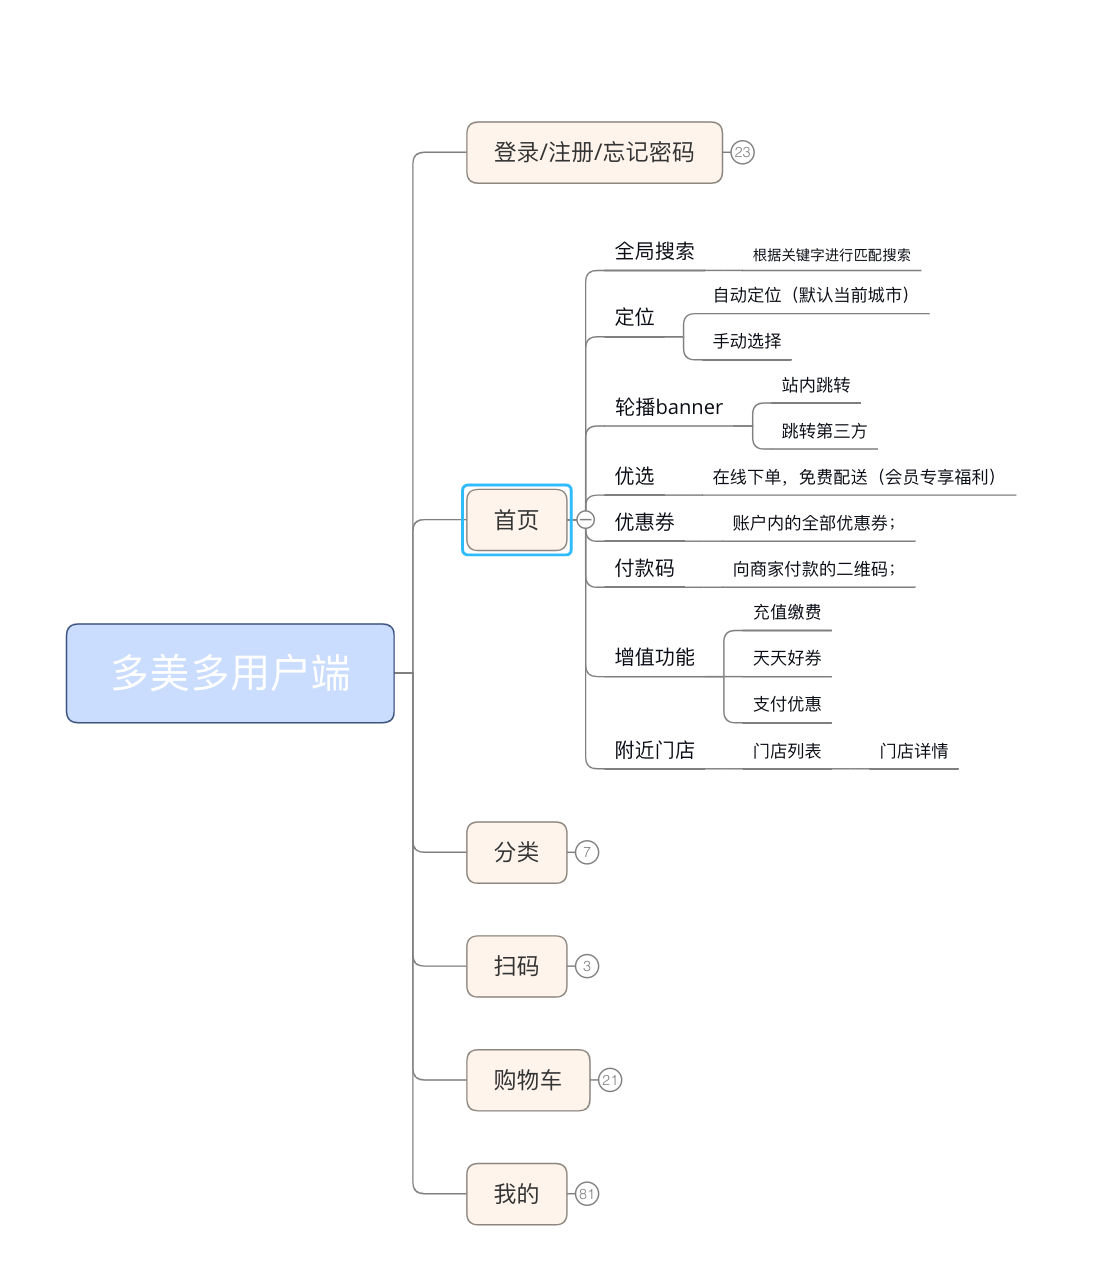 登录/注册/忘记密码
23
全局搜索
根据关键字进行匹配搜索
定位
自动定位（默认当前城市）
手动选择
轮播banner
站内跳转
跳转第三方
优选
在线下单，免费配送（会员专享福利）
首页
优惠券
账户内的全部优惠券；
付款码
向商家付款的二维码；
增值功能
充值缴费
天天好券
支付优惠
附近门店
门店列表
门店详情
多美多用户端
分类
7
扫码
3
购物车
21
我的
81